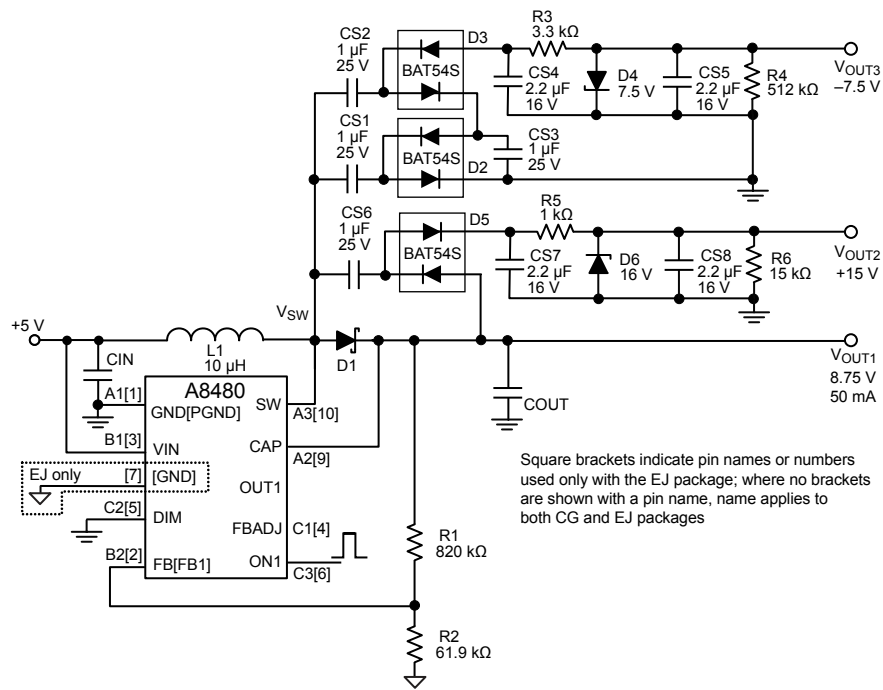 CS2
1 µF
25 V
D3
BAT54S
R3
3.3 kΩ
CS4
2.2 µF
16 V
D4
7.5 V
CS5
2.2 µF
16 V
R4
512 kΩ
VOUT3
–7.5 V
CS1
1 µF
25 V
BAT54S
D2
CS3
1 µF
25 V
CS6
1 µF
25 V
D5
BAT54S
R5
1 kΩ
CS7
2.2 µF
16 V
D6
16 V
CS8
2.2 µF
16 V
R6
15 kΩ
VOUT2
+15 V
VSW
+5 V
L1
10 µH
D1
CIN
VOUT1
8.75 V
50 mA
COUT
A8480
A1[1]
GND[PGND]
SW
A3[10]
B1[3]
VIN
CAP
A2[9]
EJ only
[7]
[GND]
OUT1
C2[5]
DIM
FBADJ
C1[4]
B2[2]
FB[FB1]
ON1
C3[6]
R1
820 kΩ
R2
61.9 kΩ
Square brackets indicate pin names or numbers
used only with the EJ package; where no brackets
are shown with a pin name, name applies to
both CG and EJ packages